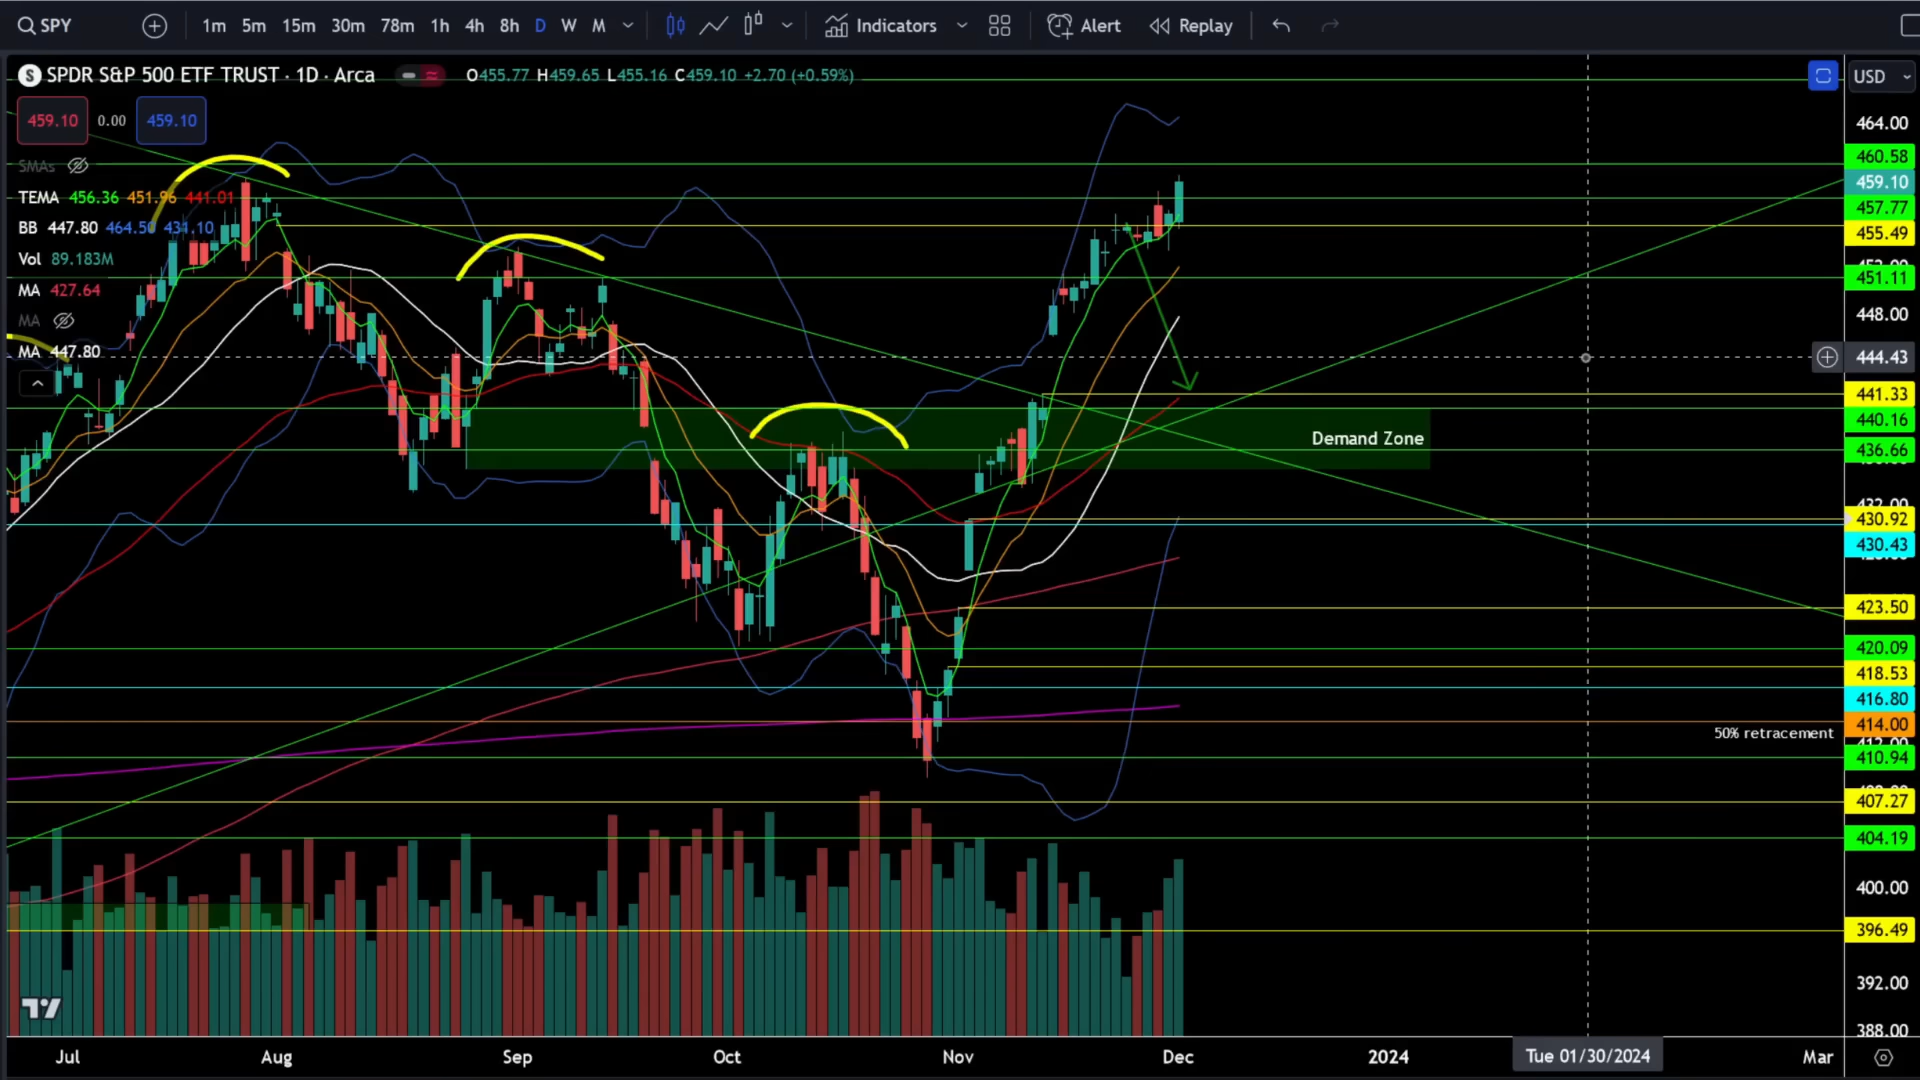 SPY 1m 5m 15m 30m 78m 1h 4h 8h D W M Indicators Alert Replay
S SPDR S&P 500 ETF TRUST · 1D · Arca O455.77 H459.65 L455.16 C459.10 +2.70 (+0.59%) USD
459.10 0.00 459.10
SMAs
TEMA 456.36 451.96 441.01
BB 447.80 464.50 431.10
Vol 89.183M
MA 427.64
MA
MA 447.80
464.00
460.58
459.10
457.77
455.49
451.11
448.00
444.43
441.33
440.16
436.66
Demand Zone
432.00
430.92
430.43
423.50
420.09
418.53
416.80
414.00
50% retracement
412.00
410.94
407.27
404.19
400.00
396.49
392.00
388.00
Jul Aug Sep Oct Nov Dec 2024 Tue 01/30/2024 Mar